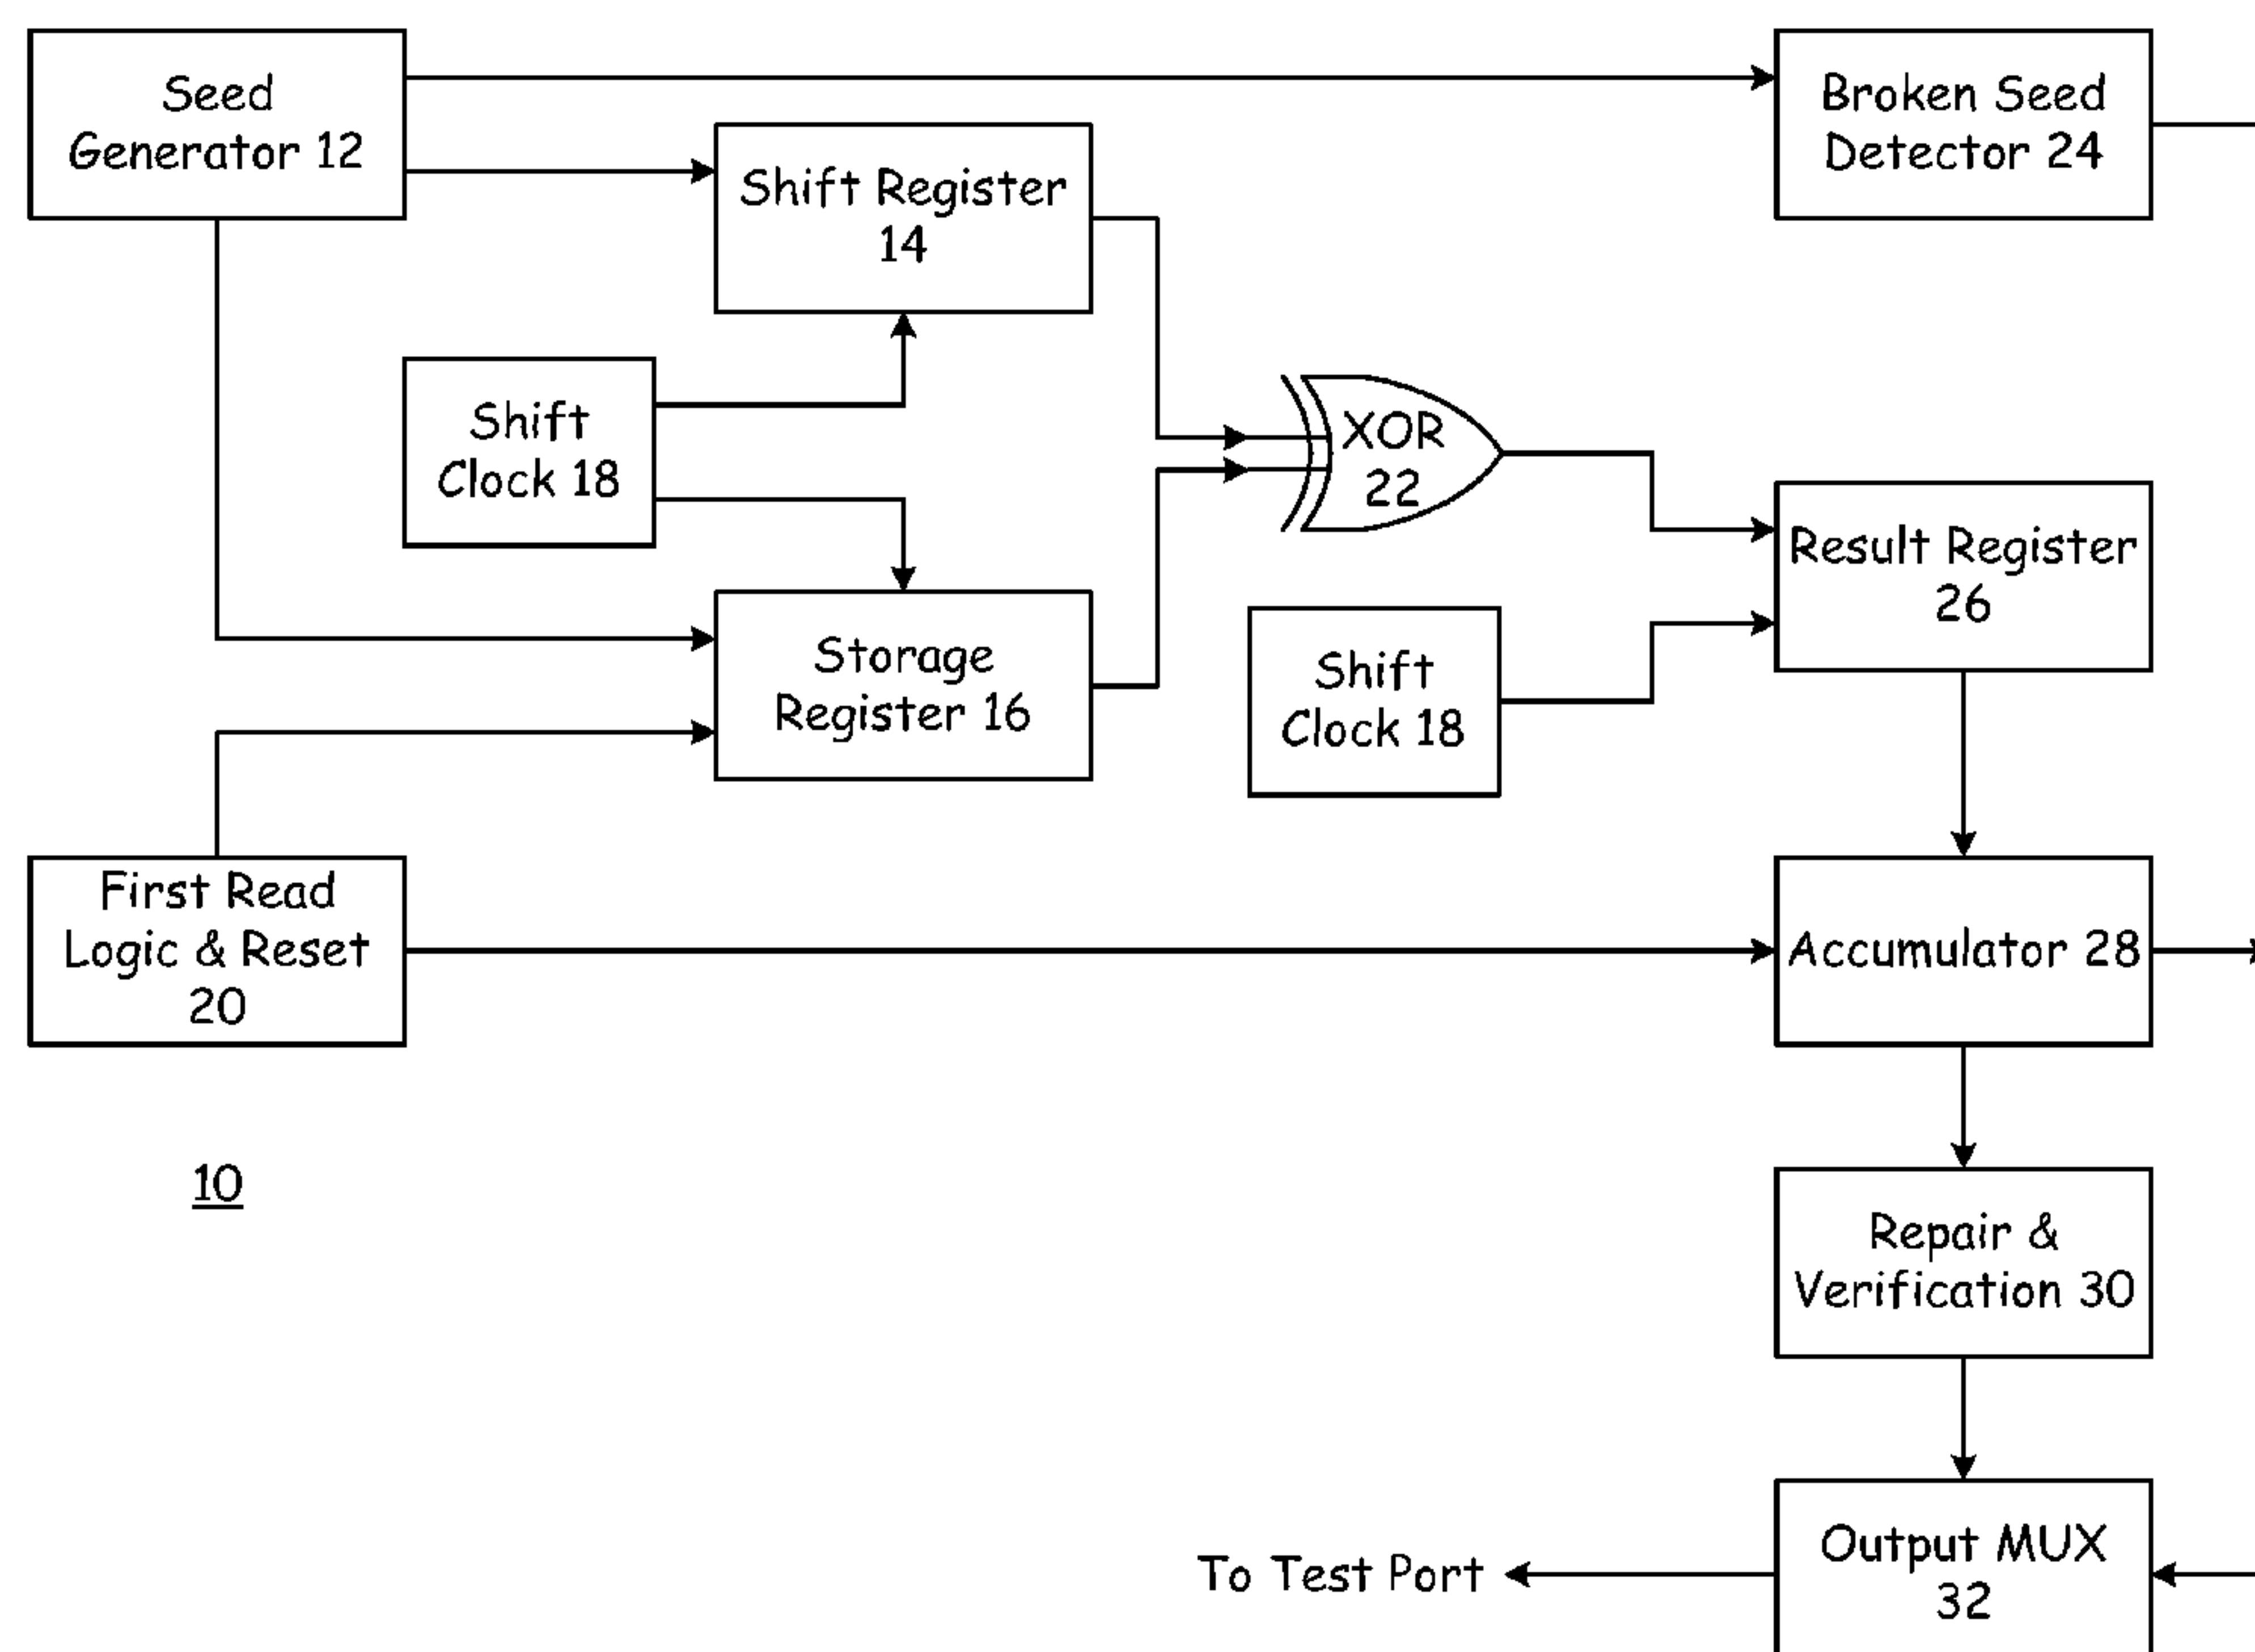 Seed
Generator 12
Broken Seed
Detector 24
Shift Register
14
Shift
Clock 18
XOR
22
Result Register
26
Storage
Register 16
Shift
Clock 18
First Read
Logic & Reset
20
Accumulator 28
10
Repair &
Verification 30
Output MUX
32
To Test Port